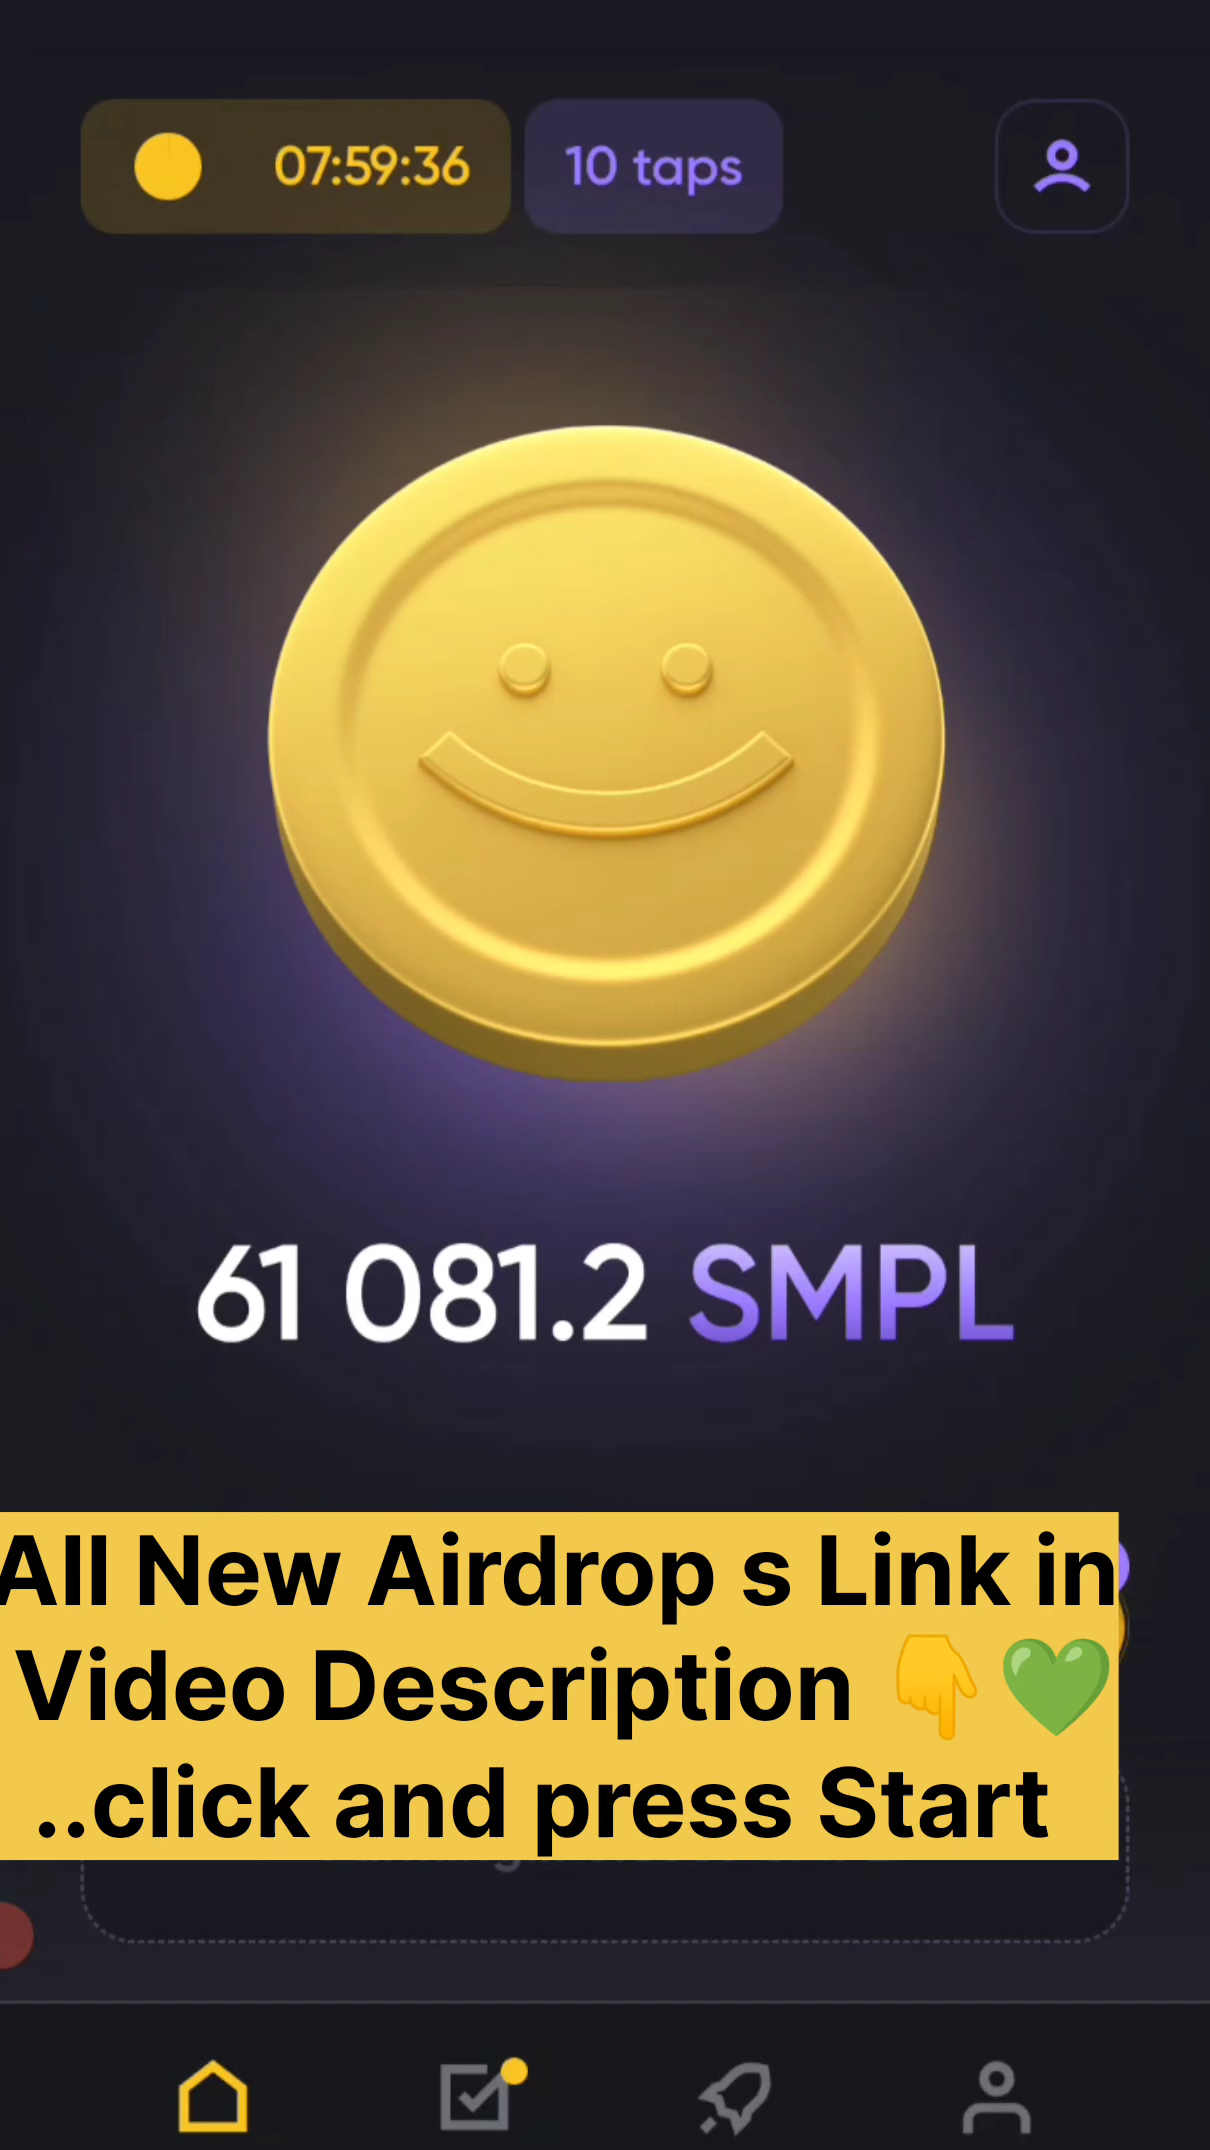 07:59:36
10 taps
61 081.2 SMPL
All New Airdrop s Link in
Video Description 👇💚
..click and press Start